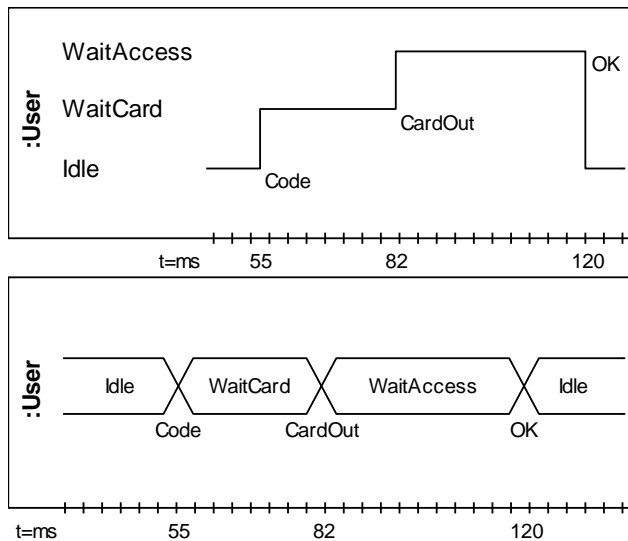 :User
WaitAccess
WaitCard
Idle
Code
CardOut
OK
t=ms 55 82 120
:User
Idle WaitCard WaitAccess Idle
Code CardOut OK
t=ms 55 82 120